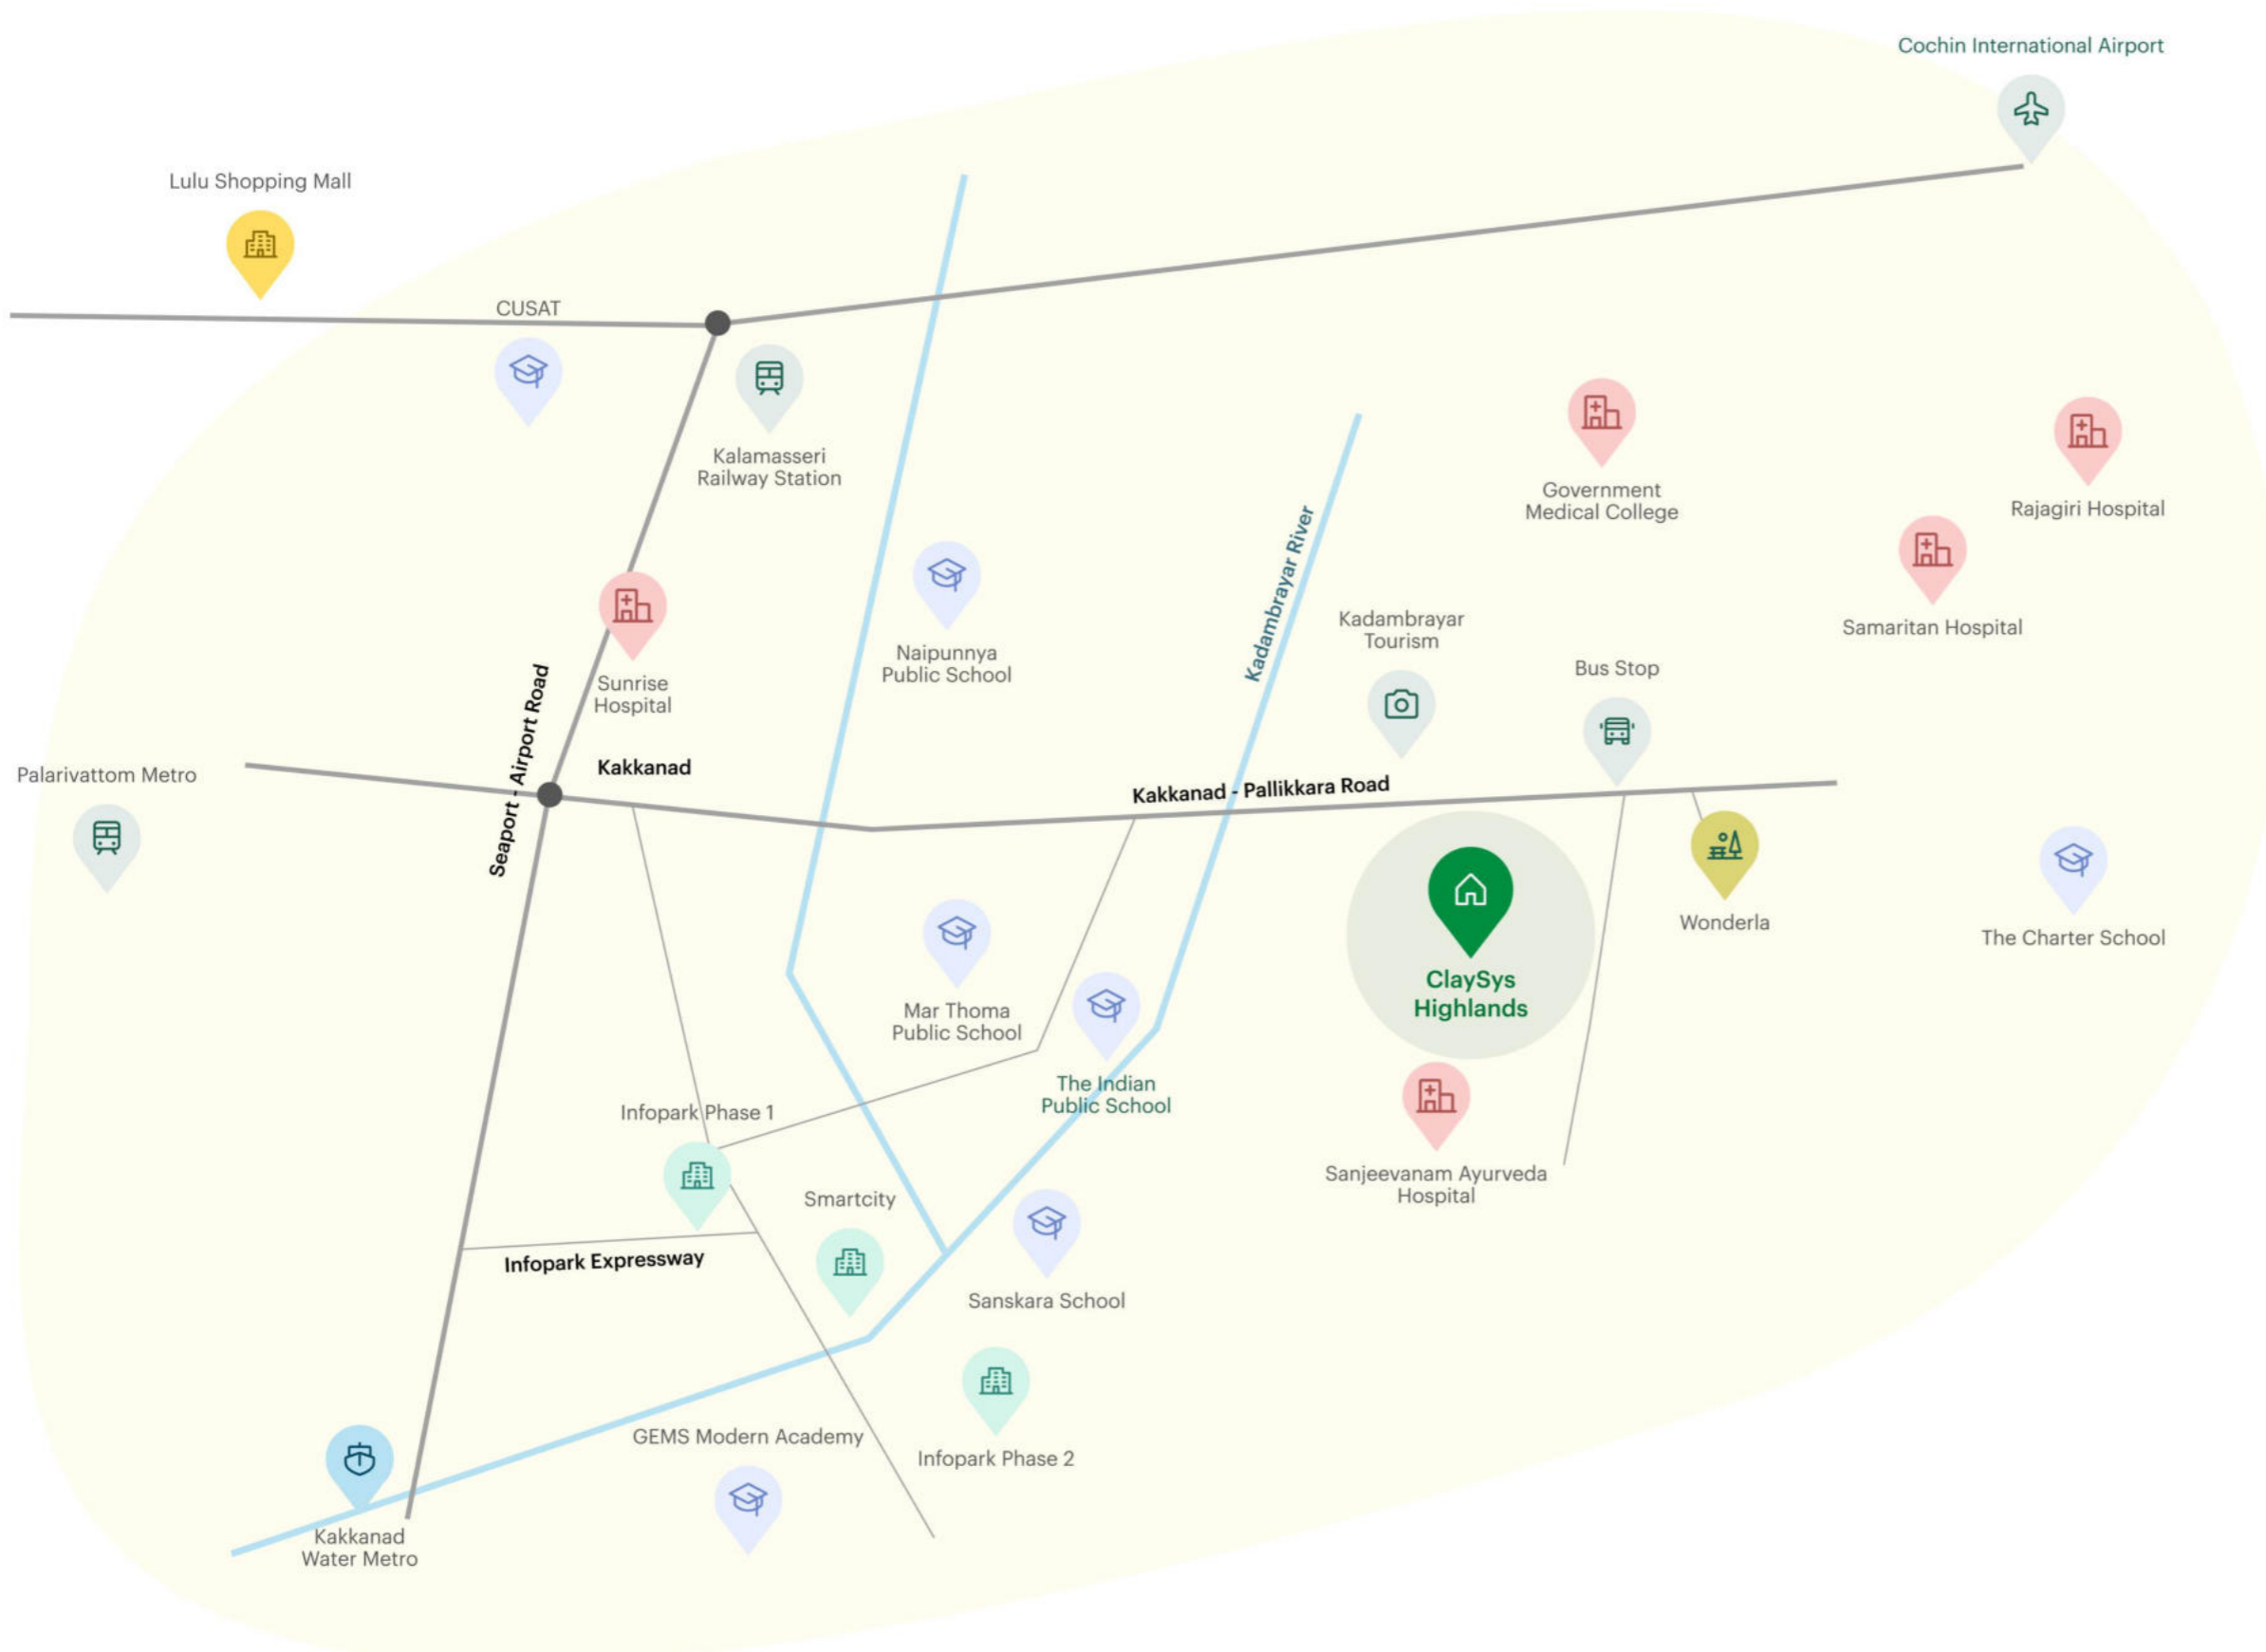 Cochin International Airport
Lulu Shopping Mall
CUSAT
Kalamasseri
Railway Station
Government
Medical College
Rajagiri Hospital
Kadambrayar River
Samaritan Hospital
Kadambrayar
Tourism
Naipunnya
Public School
Bus Stop
Sunrise
Hospital
Seaport - Airport Road
Kakkanad
Palarivattom Metro
Kakkanad - Pallikkara Road
Wonderla
The Charter School
ClaySys
Highlands
Mar Thoma
Public School
The Indian
Public School
Infopark Phase 1
Sanjeevanam Ayurveda
Hospital
Smartcity
Infopark Expressway
Sanskara School
GEMS Modern Academy
Infopark Phase 2
Kakkanad
Water Metro